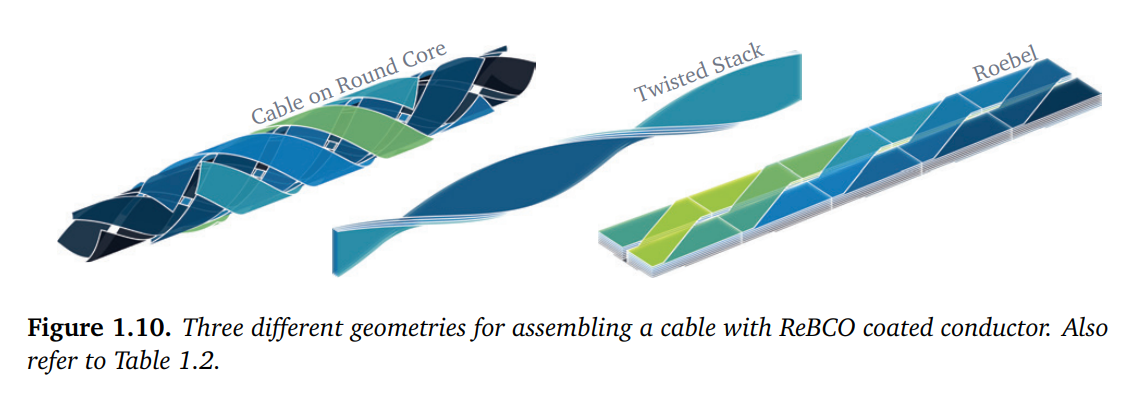 Cable on Round Core
Twisted Stack
Roebel
Figure 1.10. Three different geometries for assembling a cable with ReBCO coated conductor. Also
refer to Table 1.2.